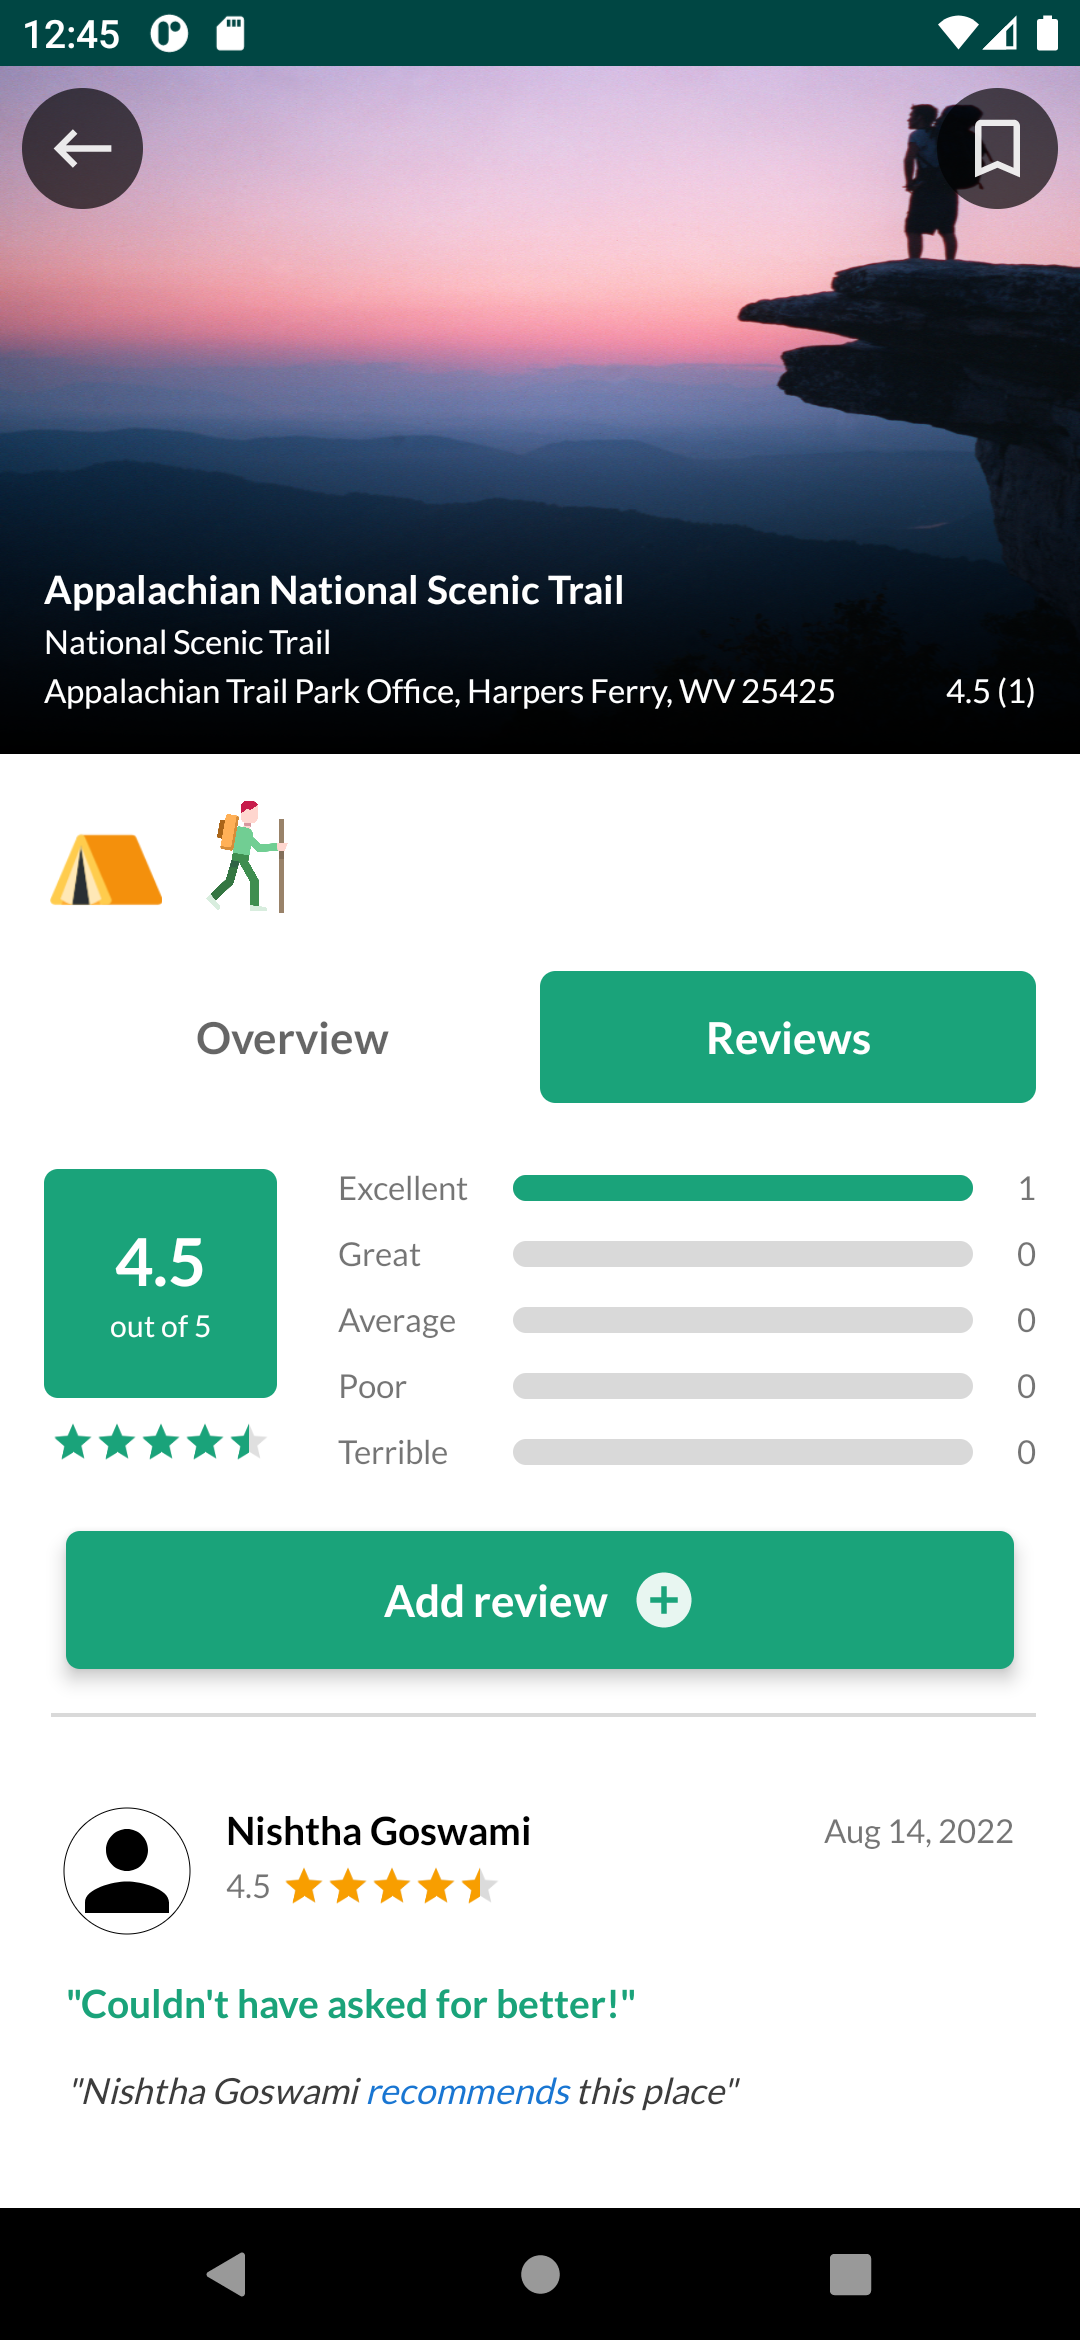 12:45
Appalachian National Scenic Trail
National Scenic Trail
Appalachian Trail Park Office, Harpers Ferry, WV 25425 4.5 (1)
Overview Reviews
4.5
out of 5
Excellent 1
Great 0
Average 0
Poor 0
Terrible 0
Add review
Nishtha Goswami Aug 14, 2022
4.5
"Couldn't have asked for better!"
"Nishtha Goswami recommends this place"